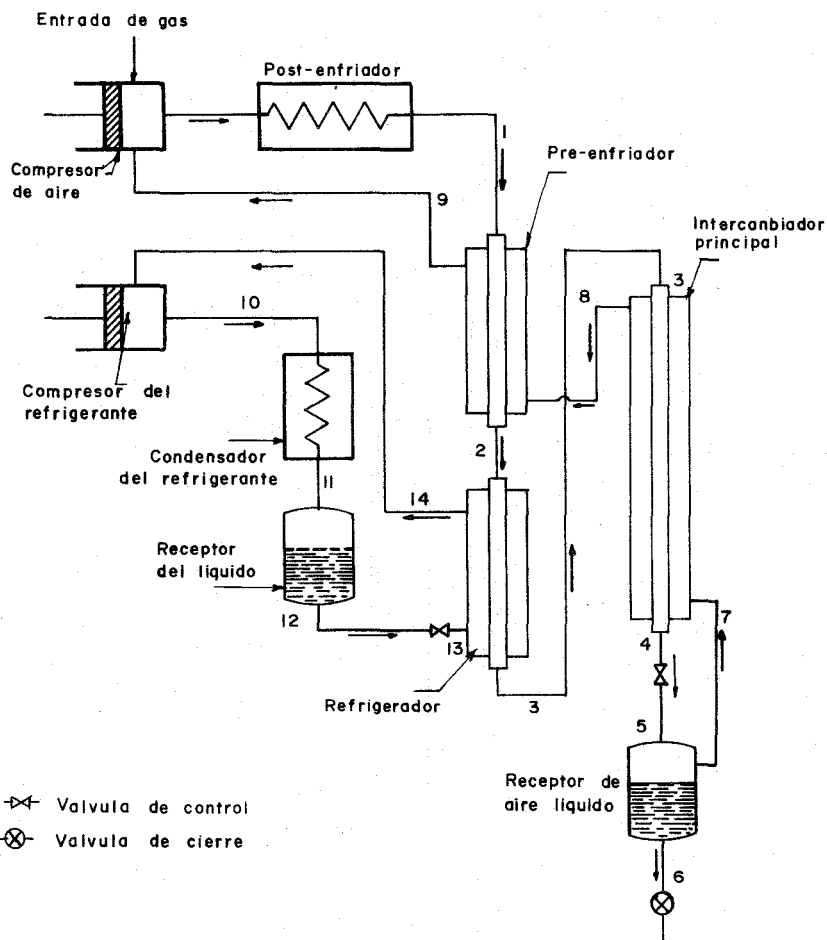 Entrada de gas
Post-enfriador
1
Pre-enfriador
Compresor
de aire
9
Intercanbiador
principal
3
8
10
Compresor del
refrigerante
2
Condensador
del refrigerante
11
14
Receptor
del liquido
12
13
7
4
Refrigerador
3
5
Receptor de
aire líquido
Valvula de control
Valvula de cierre
6